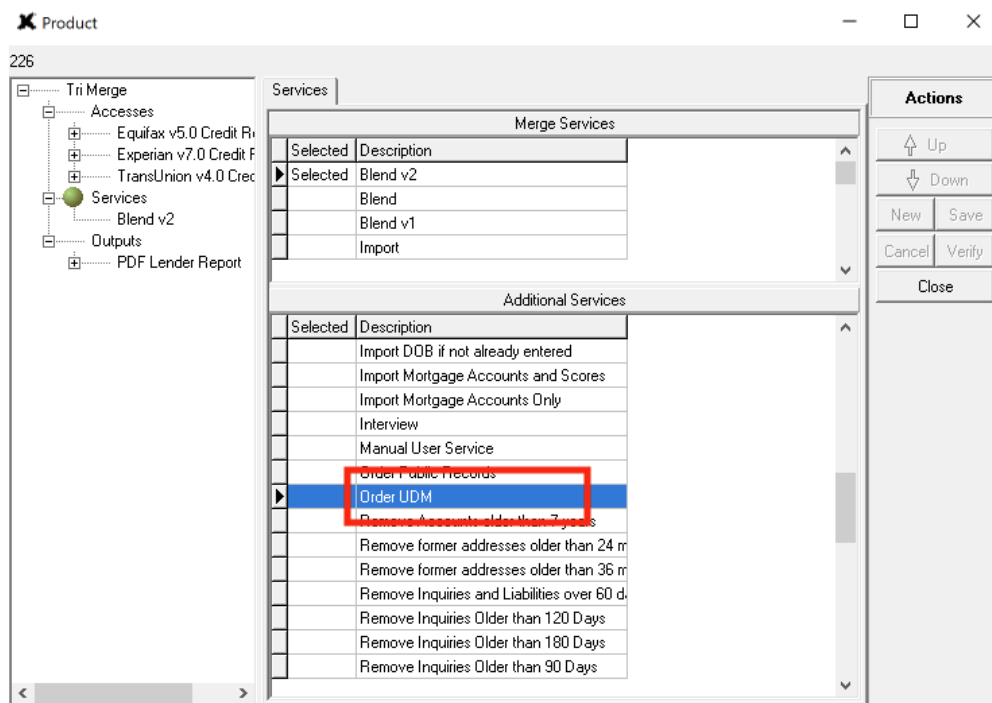 Product
226
Tri Merge
Accesses
Equifax v5.0 Credit R
Experian v7.0 Credit F
TransUnion v4.0 Cred
Services
Blend v2
Outputs
PDF Lender Report
Services
Merge Services
Selected Description
Selected Blend v2
Blend
Blend v1
Import
Additional Services
Selected Description
Import DOB if not already entered
Import Mortgage Accounts and Scores
Import Mortgage Accounts Only
Interview
Manual User Service
Order Public Records
Order UDM
Remove Accounts older than 7 years
Remove former addresses older than 24 m
Remove former addresses older than 36 m
Remove Inquiries and Liabilities over 60 d
Remove Inquiries Older than 120 Days
Remove Inquiries Older than 180 Days
Remove Inquiries Older than 90 Days
Actions
Up
Down
New Save
Cancel Verify
Close